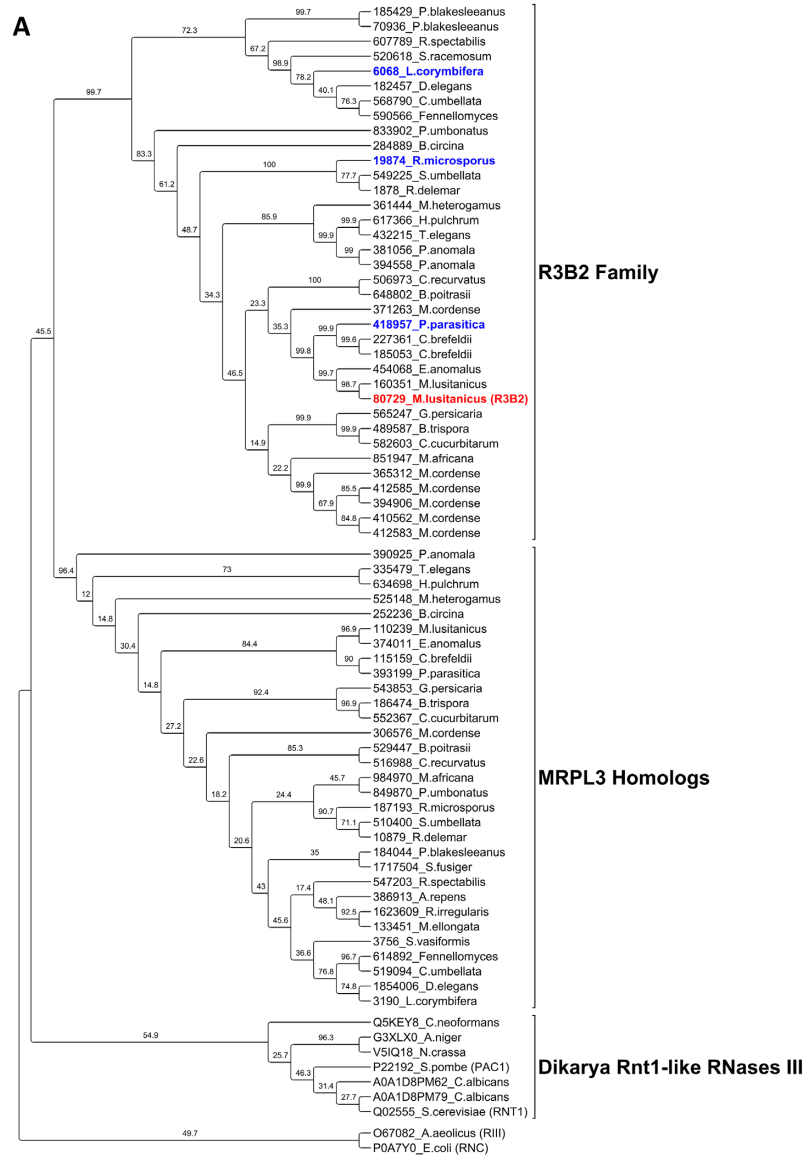 A
99.7
185429_P.blakesleeanus
70936_P.blakesleeanus
72.3
67.2
607789_R.spectabilis
98.9
520618_S.racemosum
78.2
6068_L.corymbifera
40.1
182457_D.elegans
76.3
568790_C.umbellata
590566_Fennellomyces
99.7
83.3
833902_P.umbonatus
61.2
284889_B.circina
48.7
100
19874_R.microsporus
77.7
549225_S.umbellata
1878_R.delemar
34.3
85.9
361444_M.heterogamus
99.9
99.9
617366_H.pulchrum
432215_T.elegans
99
381056_P.anomala
394558_P.anomala
R3B2 Family
46.5
23.3
100
506973_C.recurvatus
648802_B.poitrasii
35.3
371263_M.cordense
99.8
99.9
418957_P.parasitica
99.6
227361_C.brefeldii
185053_C.brefeldii
99.7
454068_E.anomalus
98.7
160351_M.lusitanicus
80729_M.lusitanicus (R3B2)
14.9
99.9
565247_G.persicaria
99.9
489587_B.trispora
582603_C.cucurbitarum
22.2
851947_M.africana
99.9
365312_M.cordense
67.9
85.5
412585_M.cordense
394906_M.cordense
84.8
410562_M.cordense
412583_M.cordense
45.5
96.4
390925_P.anomala
12
73
335479_T.elegans
634698_H.pulchrum
14.8
525148_M.heterogamus
30.4
252236_B.circina
14.8
84.4
96.9
110239_M.lusitanicus
374011_E.anomalus
90
115159_C.brefeldii
393199_P.parasitica
27.2
92.4
543853_G.persicaria
96.9
186474_B.trispora
552367_C.cucurbitarum
22.6
306576_M.cordense
18.2
85.3
529447_B.poitrasii
516988_C.recurvatus
MRPL3 Homologs
20.6
24.4
45.7
984970_M.africana
849870_P.umbonatus
90.7
187193_R.microsporus
71.1
510400_S.umbellata
10879_R.delemar
43
35
184044_P.blakesleeanus
1717504_S.fusiger
45.6
17.4
547203_R.spectabilis
48.1
386913_A.repens
92.5
1623609_R.irregularis
133451_M.ellongata
36.6
3756_S.vasiformis
76.8
96.7
614892_Fennellomyces
519094_C.umbellata
74.8
1854006_D.elegans
3190_L.corymbifera
54.9
Q5KEY8_C.neoformans
25.7
96.3
G3XLX0_A.niger
V5IQ18_N.crassa
46.3
P22192_S.pombe (PAC1)
31.4
A0A1D8PM62_C.albicans
27.7
A0A1D8PM79_C.albicans
Q02555_S.cerevisiae (RNT1)
Dikarya Rnt1-like RNases III
49.7
O67082_A.aeolicus (RIII)
P0A7Y0_E.coli (RNC)